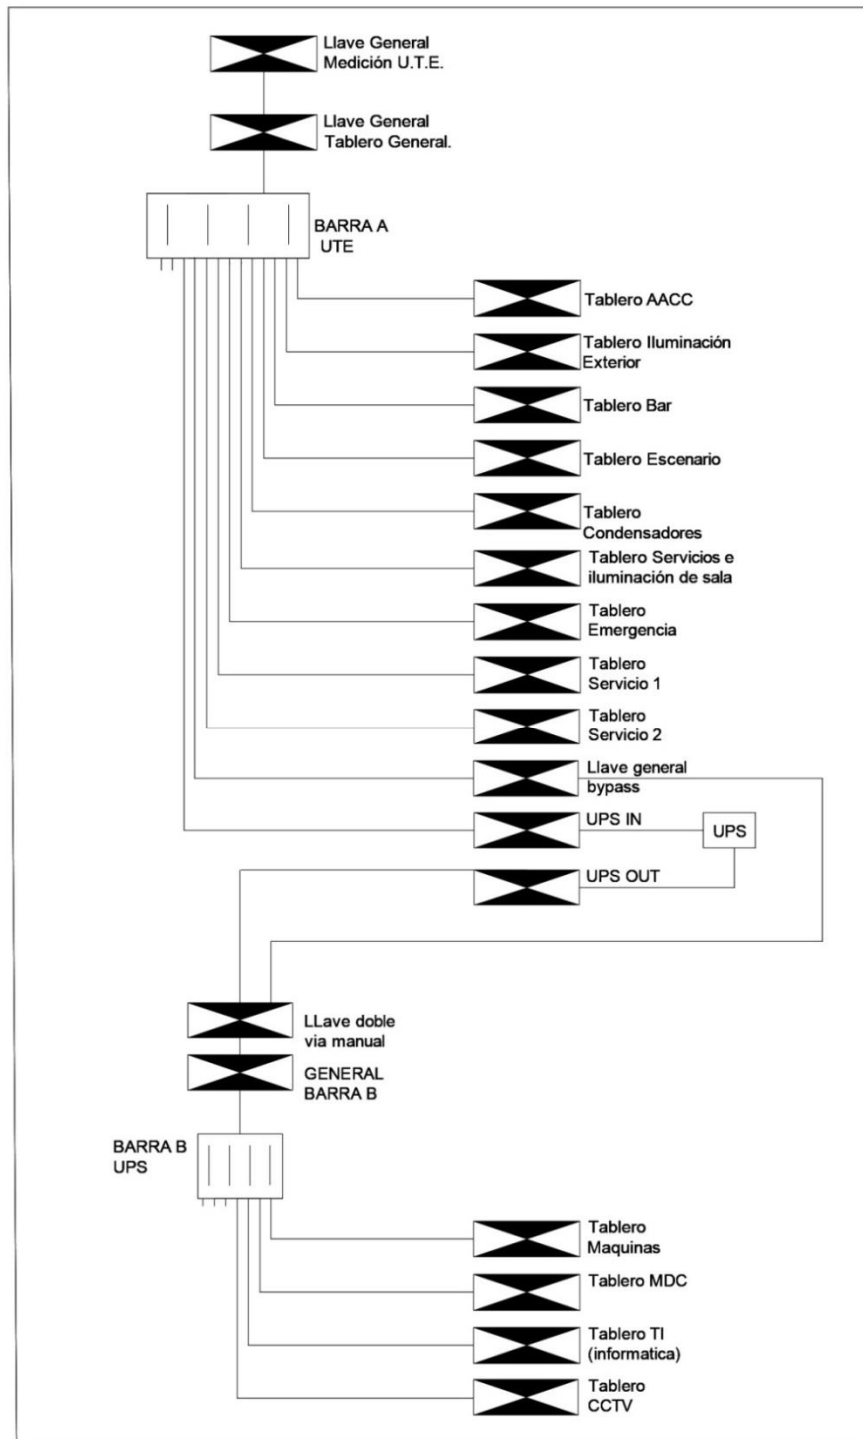 Llave General
Medición U.T.E.
Llave General
Tablero General.
BARRA A
UTE
Tablero AACC
Tablero Iluminación
Exterior
Tablero Bar
Tablero Escenario
Tablero
Condensadores
Tablero Servicios e
iluminación de sala
Tablero
Emergencia
Tablero
Servicio 1
Tablero
Servicio 2
Llave general
bypass
UPS IN
UPS
UPS OUT
LLave doble
via manual
GENERAL
BARRA B
BARRA B
UPS
Tablero
Maquinas
Tablero MDC
Tablero TI
(informatica)
Tablero
CCTV